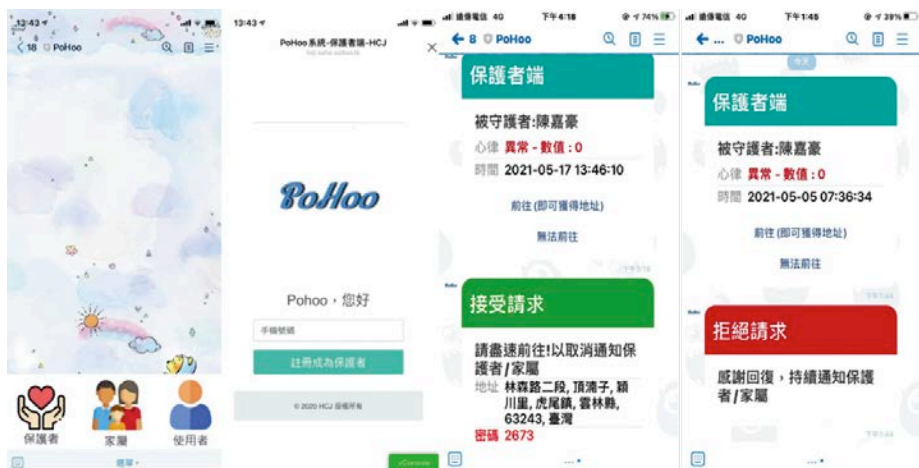 13:43
18 PoHoo
保護者
家屬
使用者
選單
13:43
PoHoo系統-保護者端-HCJ
PoHoo
Pohoo，您好
手機號碼
註冊成為保護者
© 2020 HCJ 版權所有
遠傳電信 4G 下午4:18 74%
8 PoHoo
保護者端
被守護者:陳嘉豪
心律 異常 - 數值 : 0
時間 2021-05-17 13:46:10
前往 (即可獲得地址)
無法前往
接受請求
請盡速前往!以取消通知保
護者/家屬
地址 林森路二段, 頂湳子, 穎
川里, 虎尾鎮, 雲林縣,
63243, 臺灣
密碼 2673
遠傳電信 4G 下午1:45 39%
... PoHoo
今天
保護者端
被守護者:陳嘉豪
心律 異常 - 數值 : 0
時間 2021-05-05 07:36:34
前往 (即可獲得地址)
無法前往
拒絕請求
感謝回復，持續通知保護
者/家屬